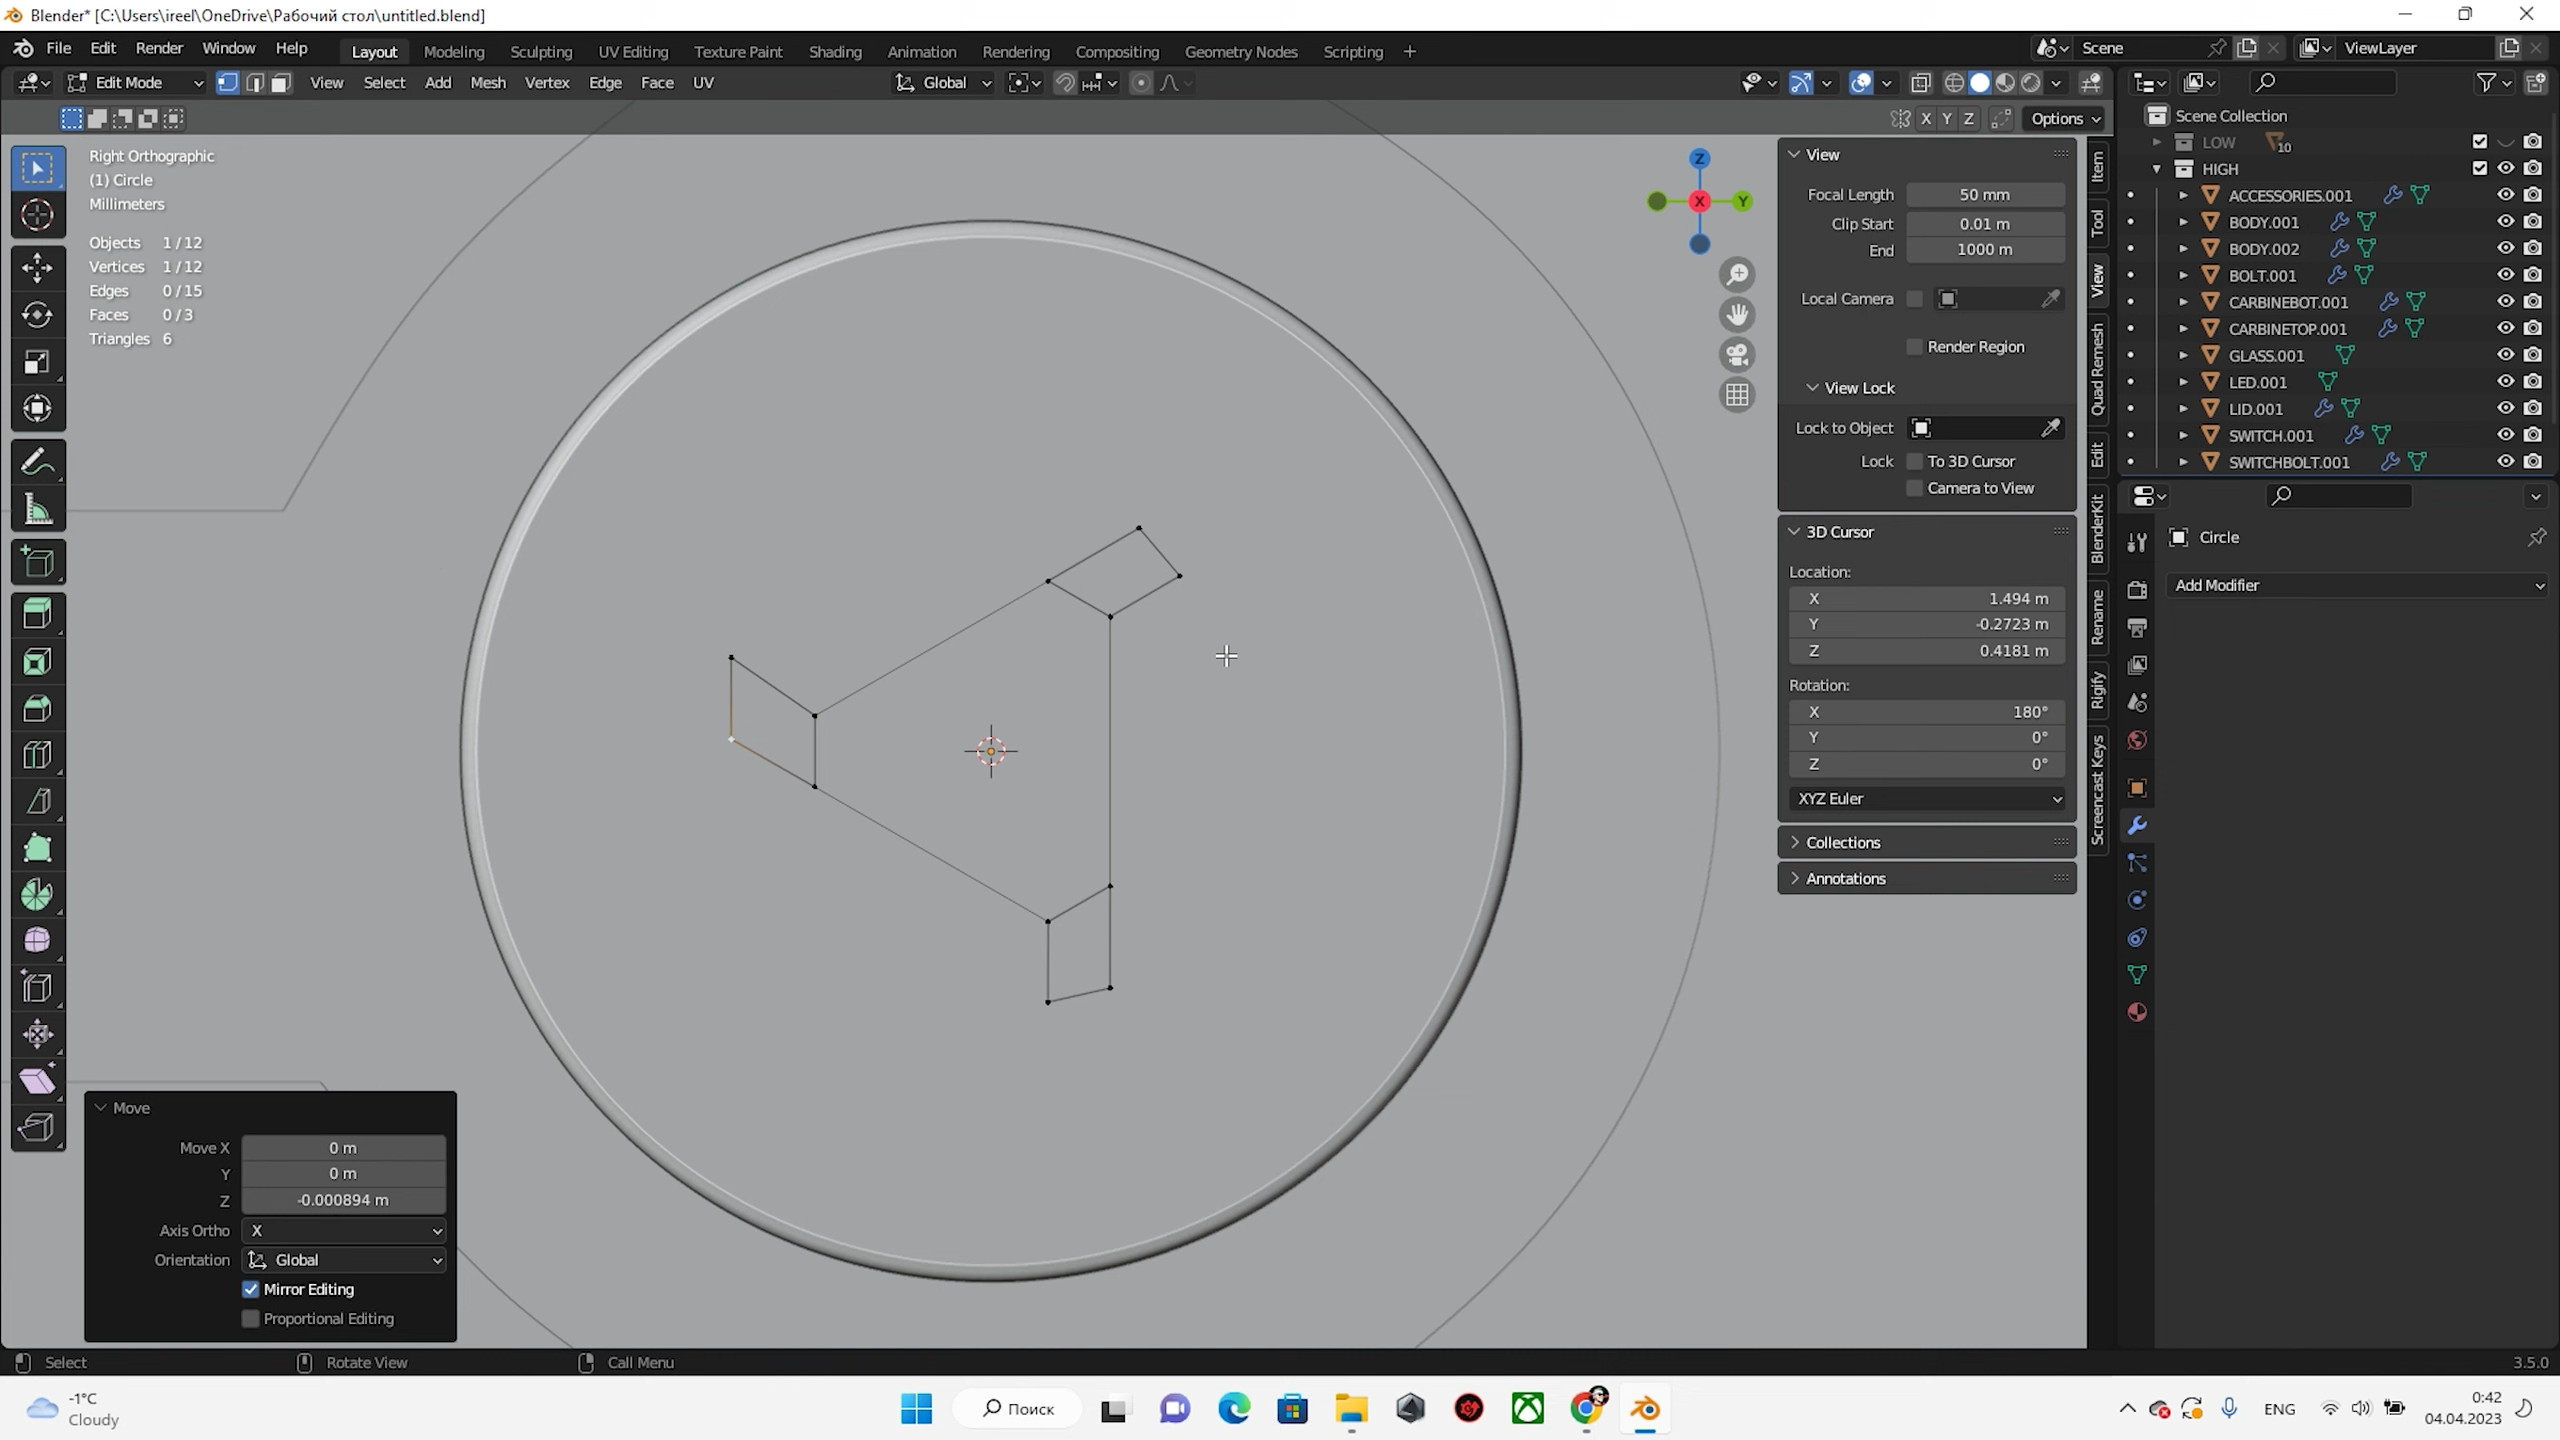 Blender* [C:\Users\ireel\OneDrive\Рабочий стол\untitled.blend]
File Edit Render Window Help Layout Modeling Sculpting UV Editing Texture Paint Shading Animation Rendering Compositing Geometry Nodes Scripting + Scene ViewLayer
Edit Mode View Select Add Mesh Vertex Edge Face UV Global
X Y Z Options
Right Orthographic
(1) Circle
Millimeters
Objects 1 / 12
Vertices 1 / 12
Edges 0 / 15
Faces 0 / 3
Triangles 6
Z
X
Y
View
Focal Length 50 mm
Clip Start 0.01 m
End 1000 m
Local Camera
Render Region
View Lock
Lock to Object
Lock To 3D Cursor
Camera to View
3D Cursor
Location:
X 1.494 m
Y -0.2723 m
Z 0.4181 m
Rotation:
X 180°
Y 0°
Z 0°
XYZ Euler
Collections
Annotations
Item
Tool
View
Quad Remesh
Edit
BlenderKit
Rename
Rigify
Screencast Keys
Scene Collection
LOW 10
HIGH
ACCESSORIES.001
BODY.001
BODY.002
BOLT.001
CARBINEBOT.001
CARBINETOP.001
GLASS.001
LED.001
LID.001
SWITCH.001
SWITCHBOLT.001
Circle
Add Modifier
Move
Move X 0 m
Y 0 m
Z -0.000894 m
Axis Ortho X
Orientation Global
Mirror Editing
Proportional Editing
Select Rotate View Call Menu 3.5.0
-1°C
Cloudy
Поиск
ENG
0:42
04.04.2023